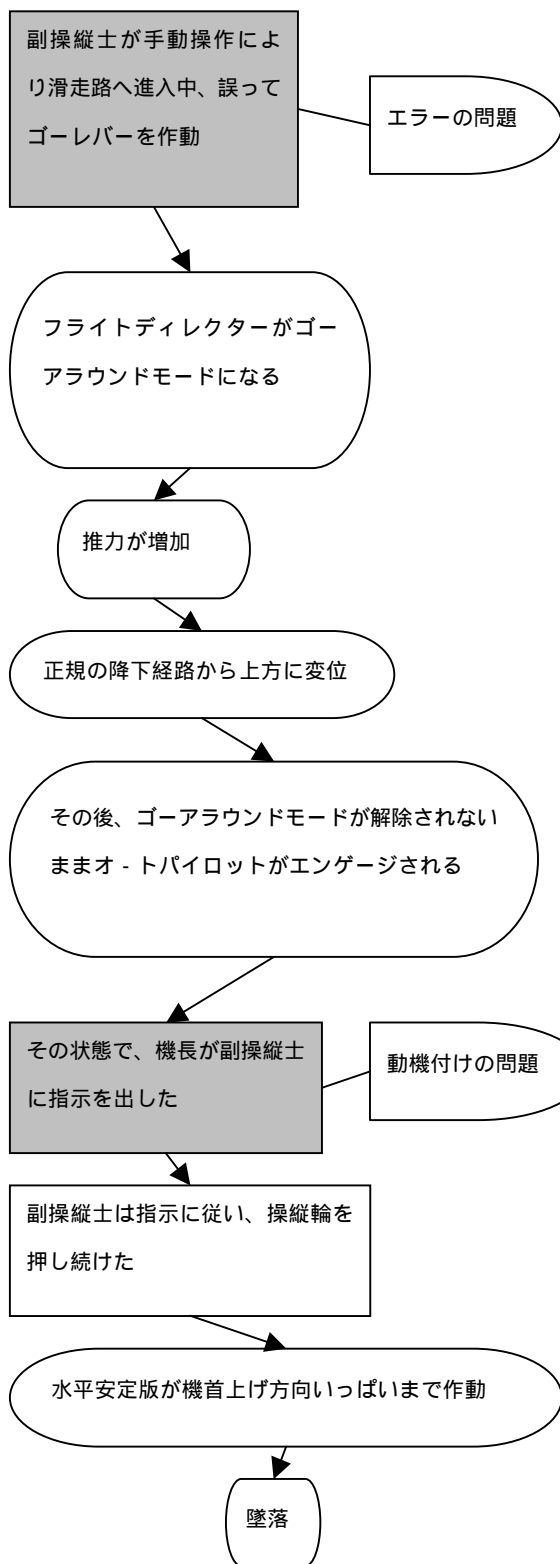 副操縦士が手動操作によ
り滑走路へ進入中、誤って
ゴーレバーを作動
エラーの問題
フライトディレクターがゴー
アラウンドモードになる
推力が増加
正規の降下経路から上方に変位
その後、ゴーアラウンドモードが解除されない
ままオ‐トパイロットがエンゲージされる
その状態で、機長が副操縦士
に指示を出した
動機付けの問題
副操縦士は指示に従い、操縦輪を
押し続けた
水平安定版が機首上げ方向いっぱいまで作動
墜落